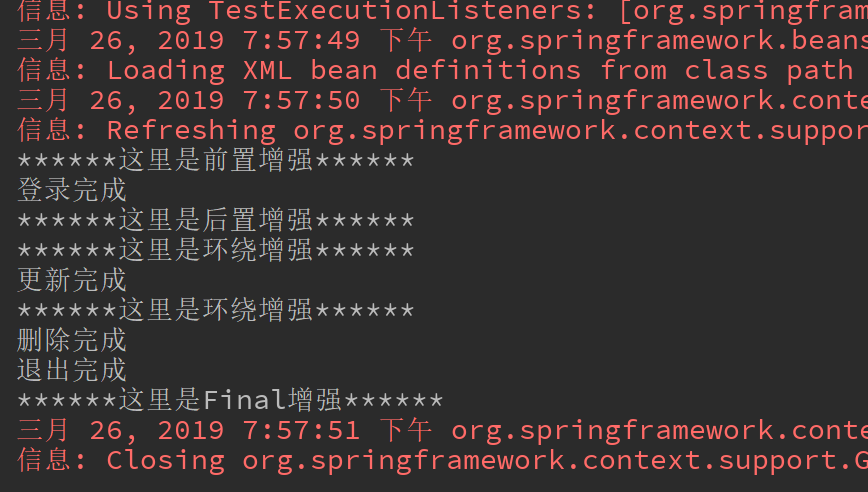 信息: Using TestExecutionListeners: [org.springfram
三月 26, 2019 7:57:49 下午 org.springframework.beans
信息: Loading XML bean definitions from class path
三月 26, 2019 7:57:50 下午 org.springframework.conte
信息: Refreshing org.springframework.context.suppor
******这里是前置增强******
登录完成
******这里是后置增强******
******这里是环绕增强******
更新完成
******这里是环绕增强******
删除完成
退出完成
******这里是Final增强******
三月 26, 2019 7:57:51 下午 org.springframework.conte
信息: Closing org.springframework.context.support.G